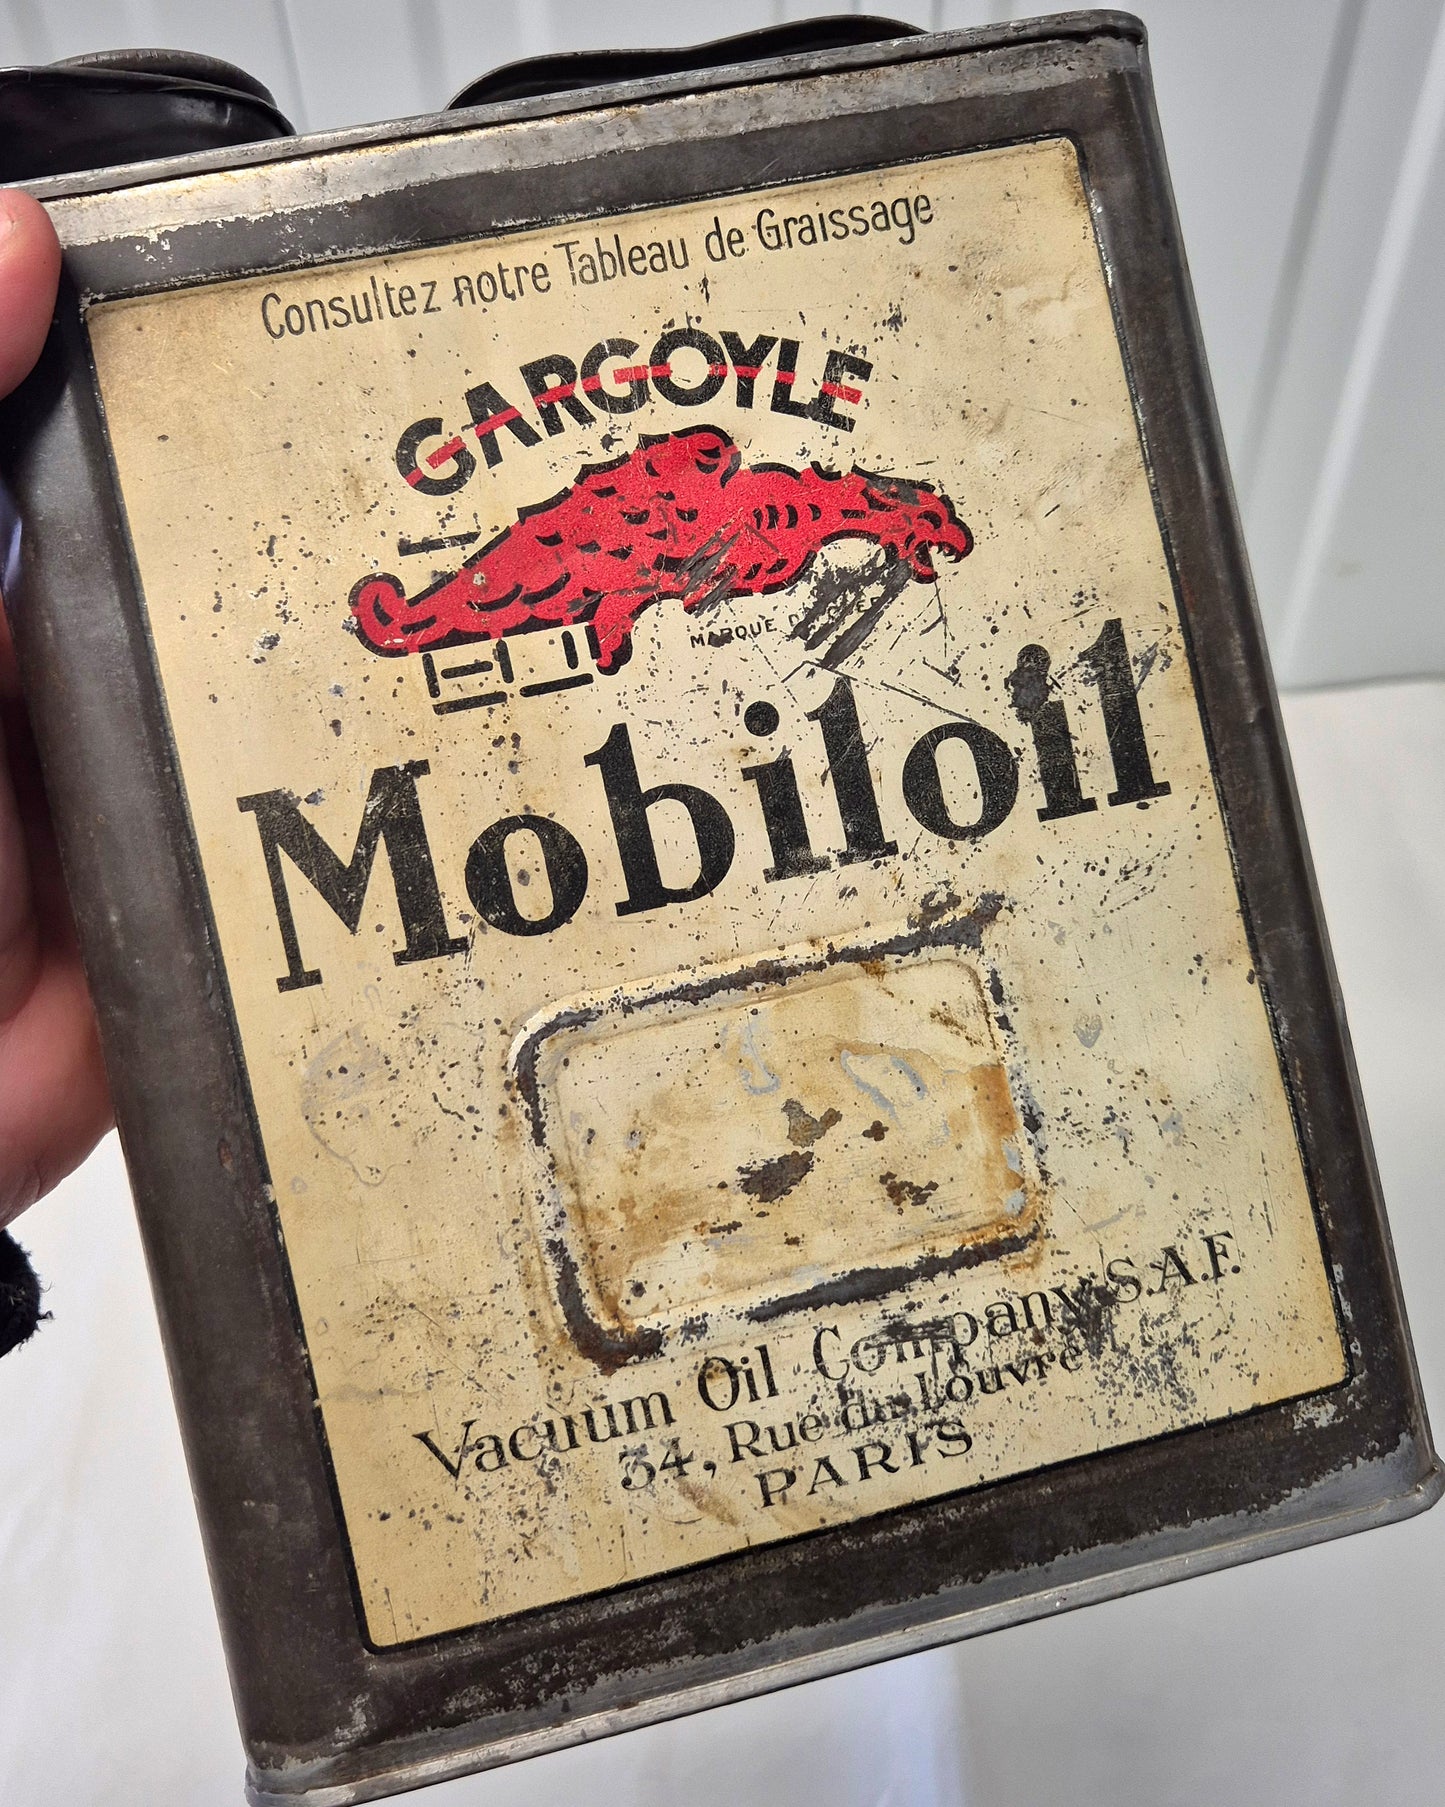 Consultez notre Tableau de Graissage
GARGOYLE
MARQUE
Mobiloil
Vacuum Oil Company S.A.F.
34, Rue du Louvre
PARIS